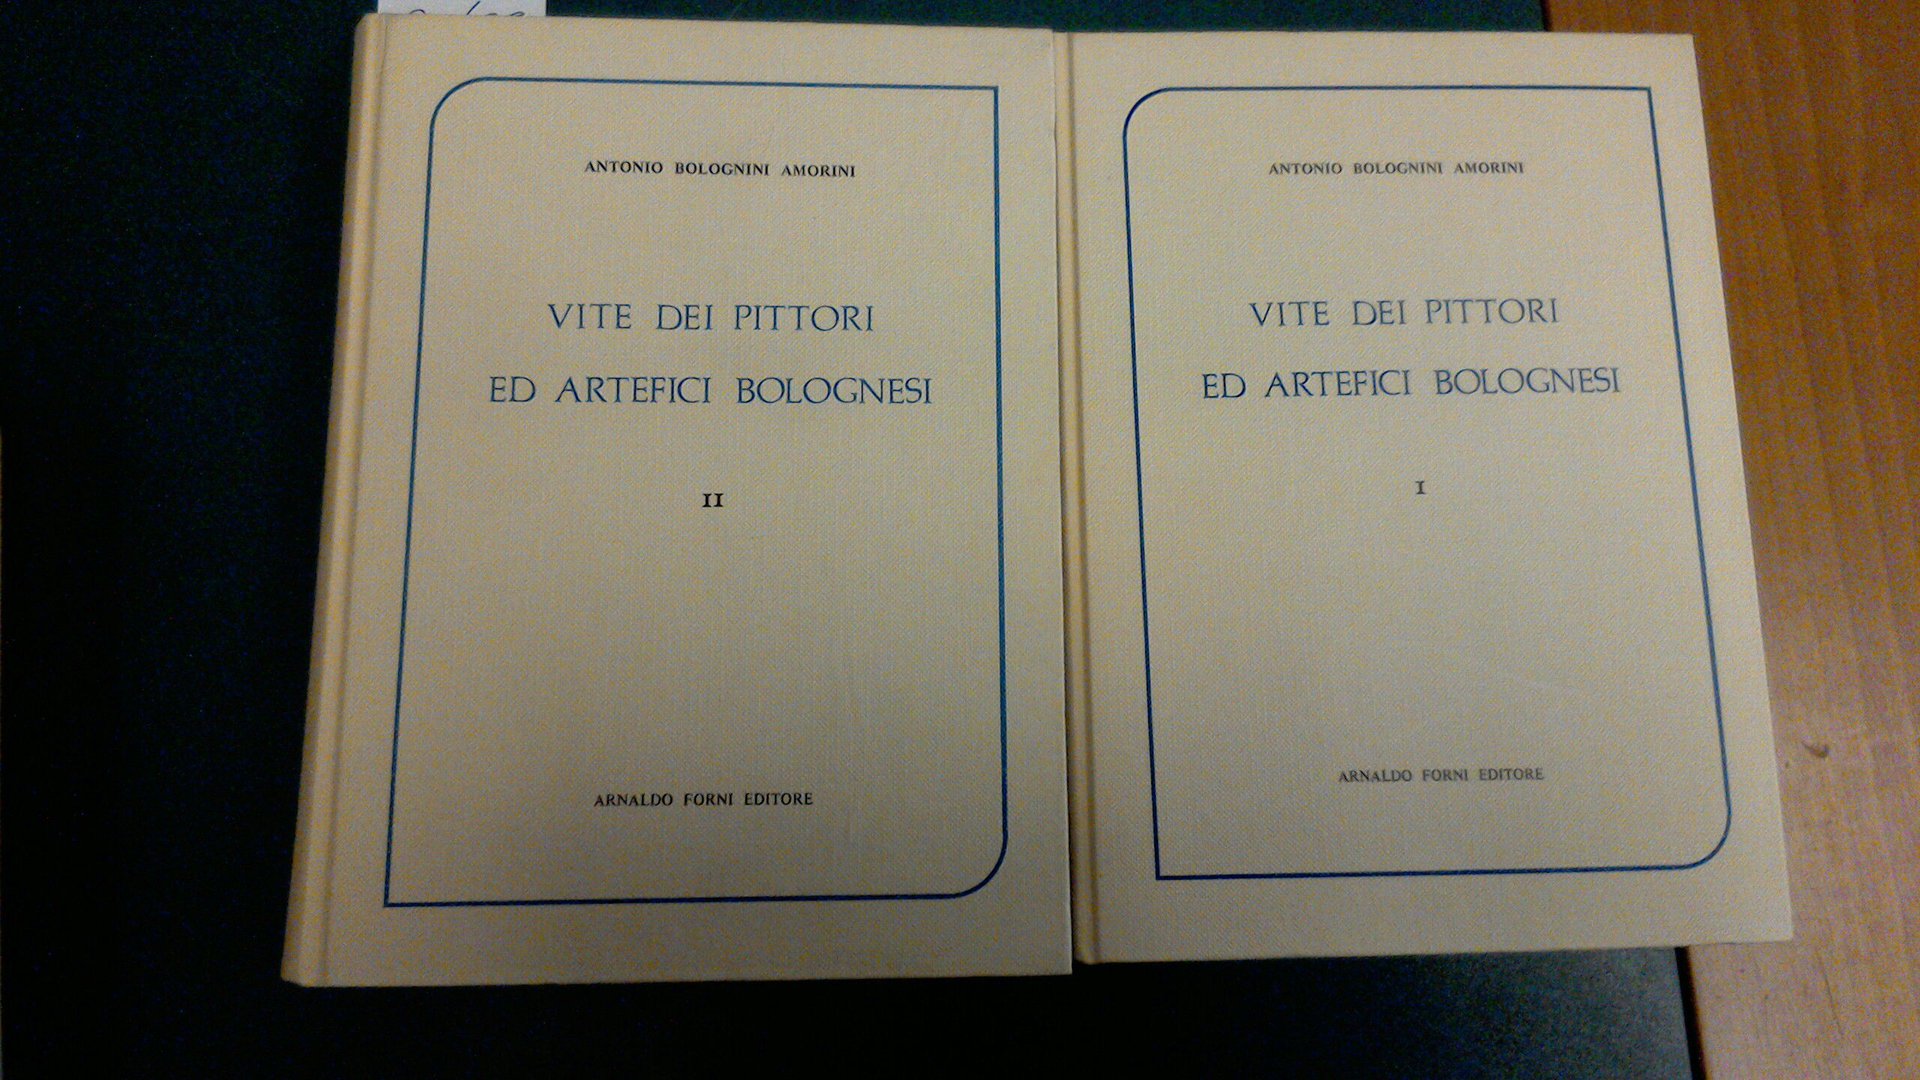 ANTONIO BOLOGNINI AMORINI
VITE DEI PITTORI
ED ARTEFICI BOLOGNESI
II
ARNALDO FORNI EDITORE
ANTONIO BOLOGNINI AMORINI
VITE DEI PITTORI
ED ARTEFICI BOLOGNESI
I
ARNALDO FORNI EDITORE